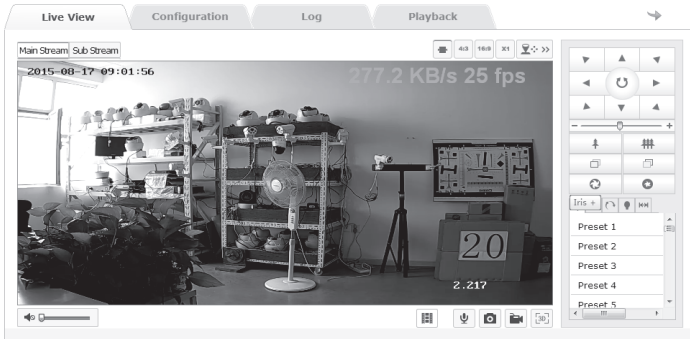 Live View
Configuration
Log
Playback
Main Stream
Sub Stream
4:3
16:9
X1
2015-08-17 09:01:56
277.2 KB/s 25 fps
20
2.217
3D
Iris +
Preset 1
Preset 2
Preset 3
Preset 4
Preset 5